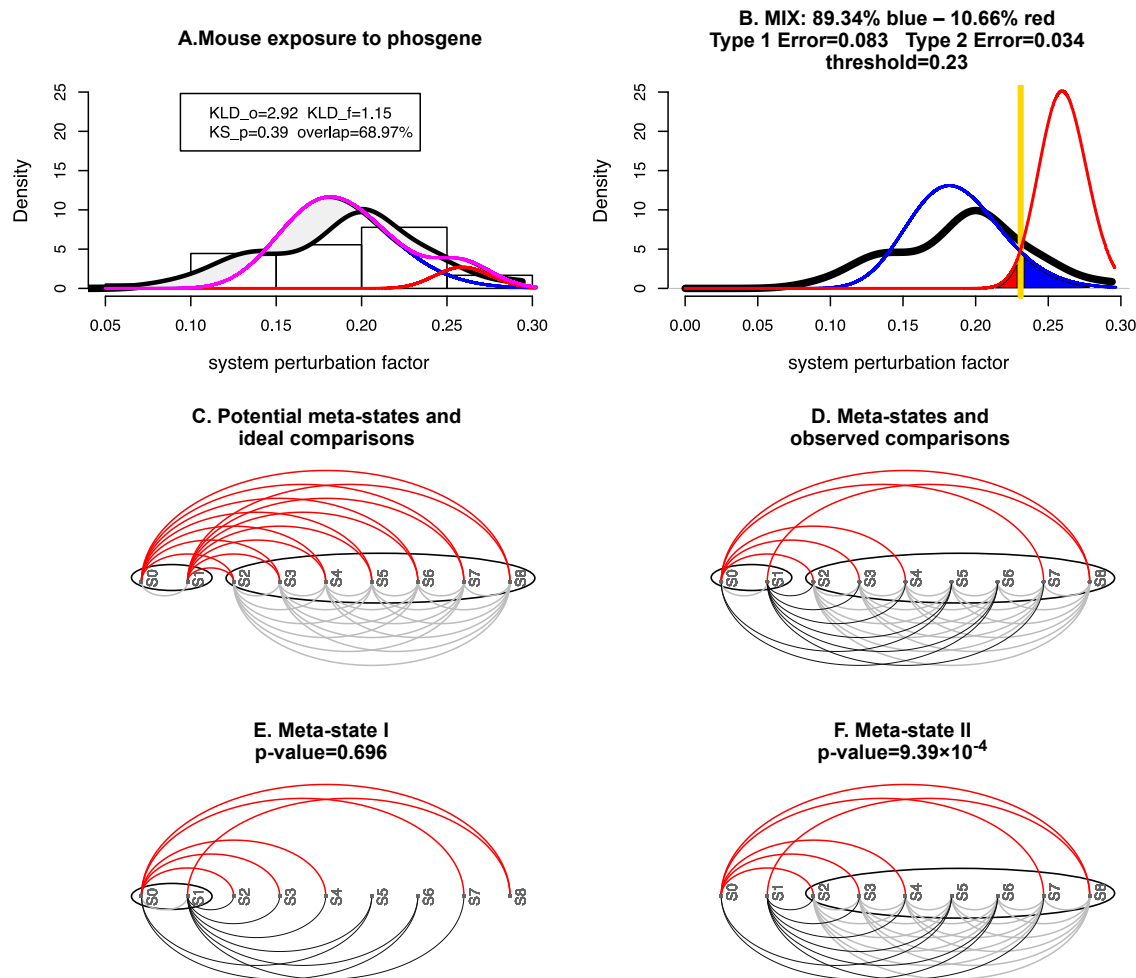 A.Mouse exposure to phosgene
KLD_o=2.92 KLD_f=1.15
KS_p=0.39 overlap=68.97%
Density
0
5
10
15
20
25
0.05 0.10 0.15 0.20 0.25 0.30
system perturbation factor
B. MIX: 89.34% blue – 10.66% red
Type 1 Error=0.083 Type 2 Error=0.034
threshold=0.23
Density
0
5
10
15
20
25
0.00 0.05 0.10 0.15 0.20 0.25 0.30
system perturbation factor
C. Potential meta-states and
ideal comparisons
S0 S1 S2 S3 S4 S5 S6 S7 S8
D. Meta-states and
observed comparisons
S0 S1 S2 S3 S4 S5 S6 S7 S8
E. Meta-state I
p-value=0.696
S0 S1 S2 S3 S4 S5 S6 S7 S8
F. Meta-state II
p-value=9.39×10⁻⁴
S0 S1 S2 S3 S4 S5 S6 S7 S8